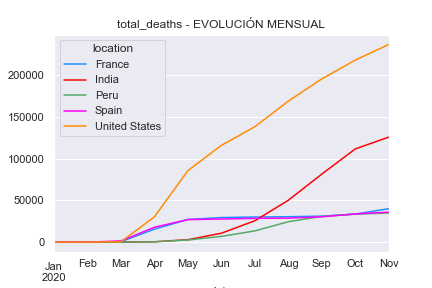 total_deaths - EVOLUCIÓN MENSUAL
location
France
India
Peru
Spain
United States
200000
150000
100000
50000
0
Jan Feb Mar Apr May Jun Jul Aug Sep Oct Nov
2020